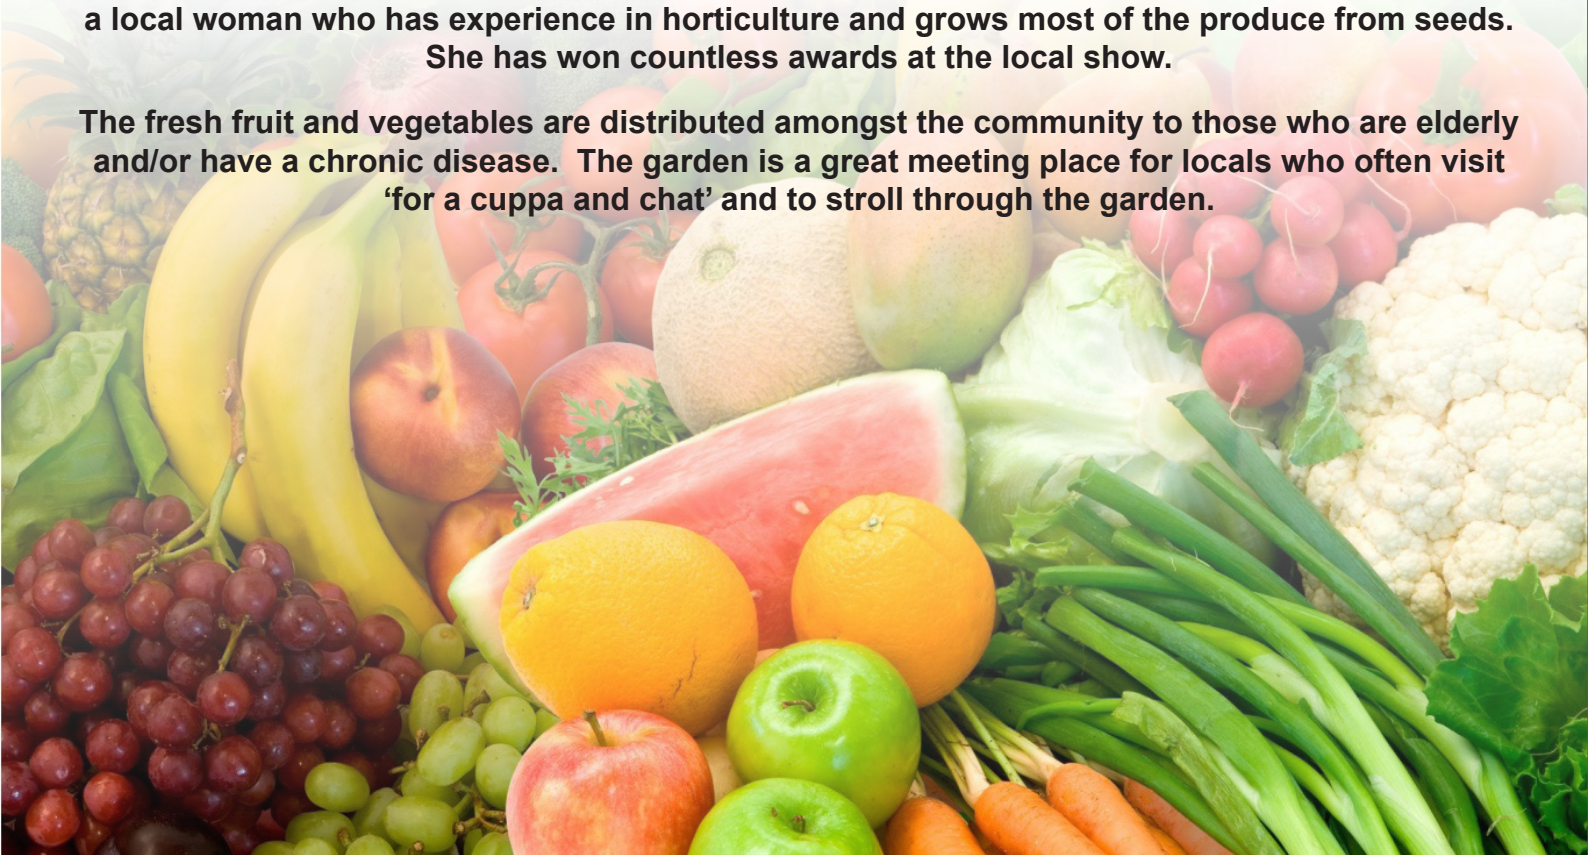 a local woman who has experience in horticulture and grows most of the produce from seeds.
She has won countless awards at the local show.
The fresh fruit and vegetables are distributed amongst the community to those who are elderly
and/or have a chronic disease.  The garden is a great meeting place for locals who often visit
‘for a cuppa and chat’ and to stroll through the garden.